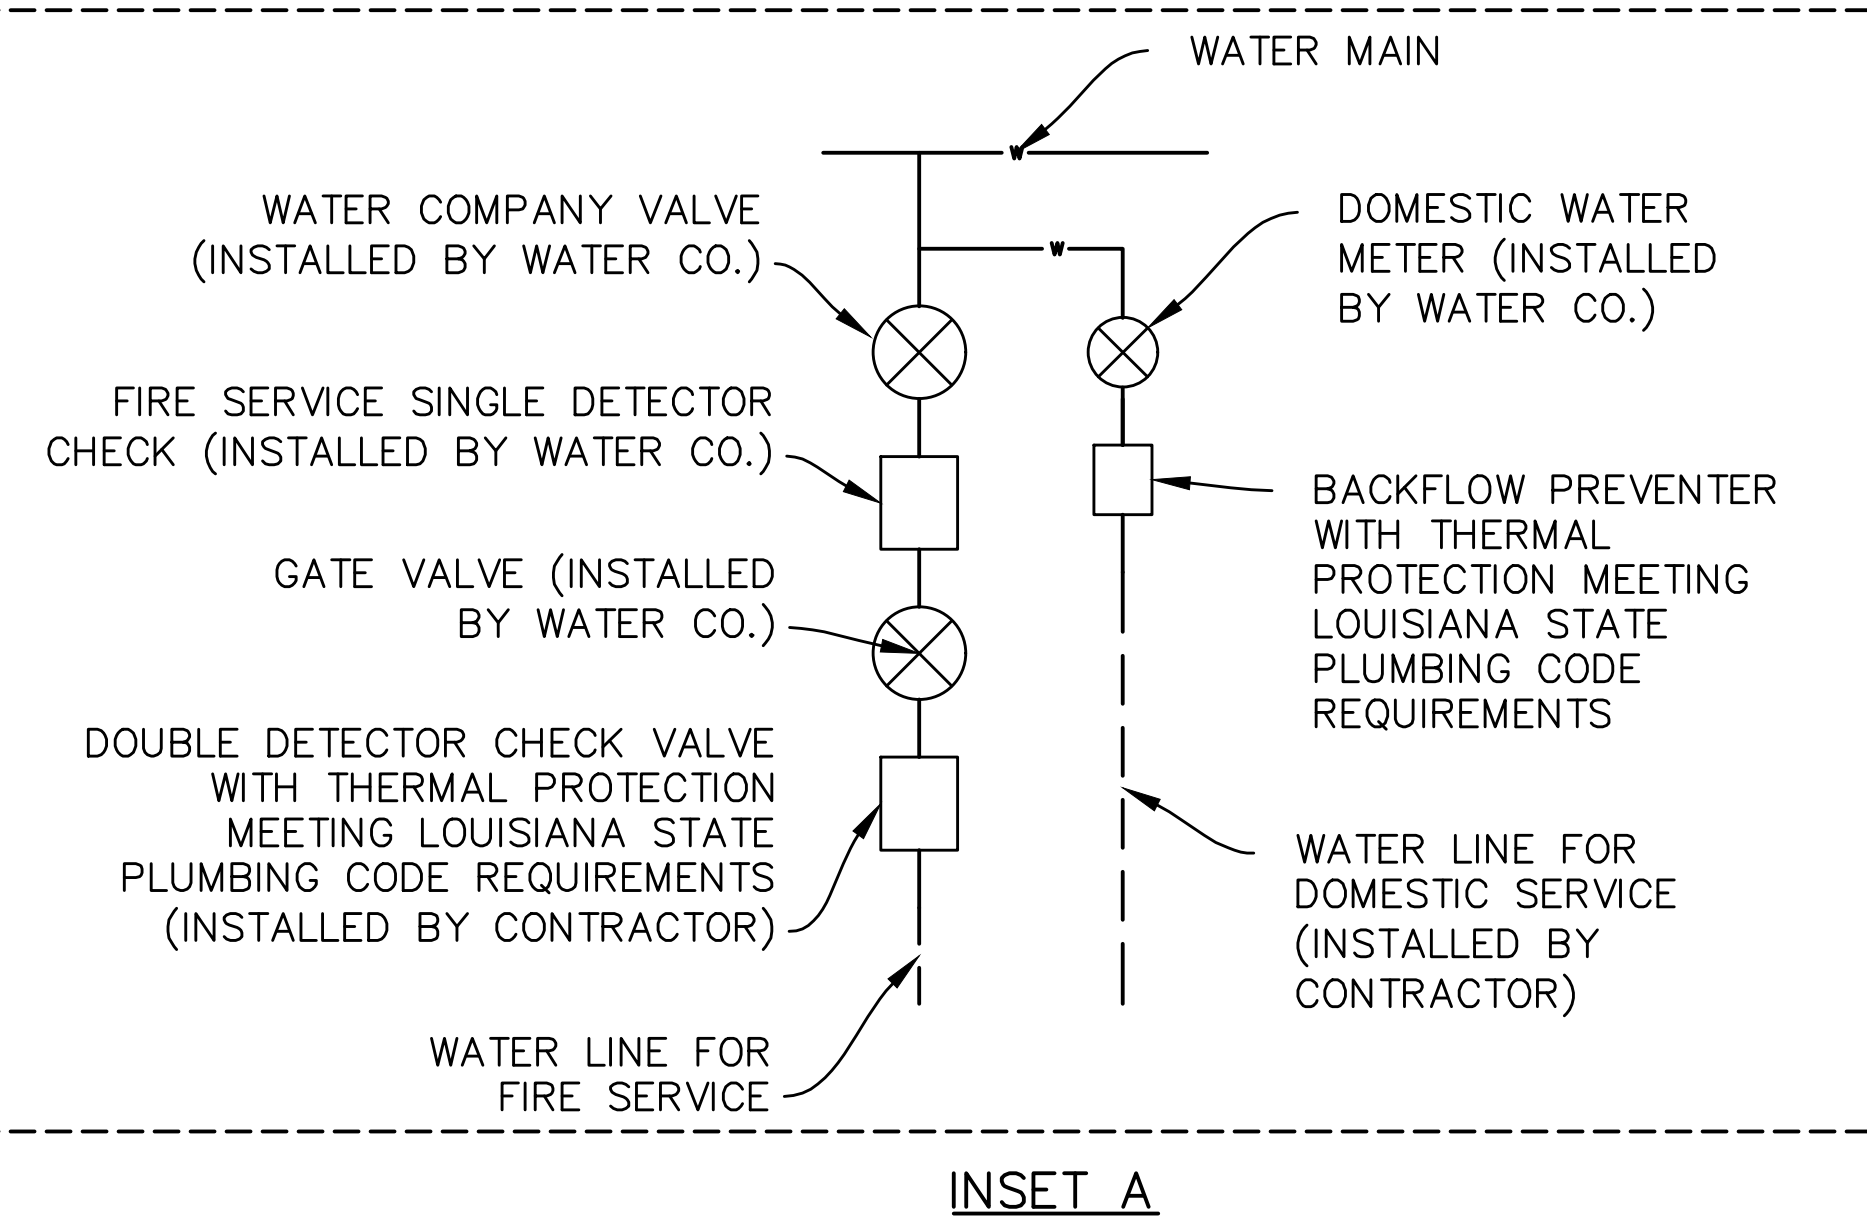 WATER MAIN
W
WATER COMPANY VALVE
(INSTALLED BY WATER CO.)
W
DOMESTIC WATER
METER (INSTALLED
BY WATER CO.)
FIRE SERVICE SINGLE DETECTOR
CHECK (INSTALLED BY WATER CO.)
BACKFLOW PREVENTER
WITH THERMAL
PROTECTION MEETING
LOUISIANA STATE
PLUMBING CODE
REQUIREMENTS
GATE VALVE (INSTALLED
BY WATER CO.)
DOUBLE DETECTOR CHECK VALVE
WITH THERMAL PROTECTION
MEETING LOUISIANA STATE
PLUMBING CODE REQUIREMENTS
(INSTALLED BY CONTRACTOR)
WATER LINE FOR
DOMESTIC SERVICE
(INSTALLED BY
CONTRACTOR)
WATER LINE FOR
FIRE SERVICE
INSET A